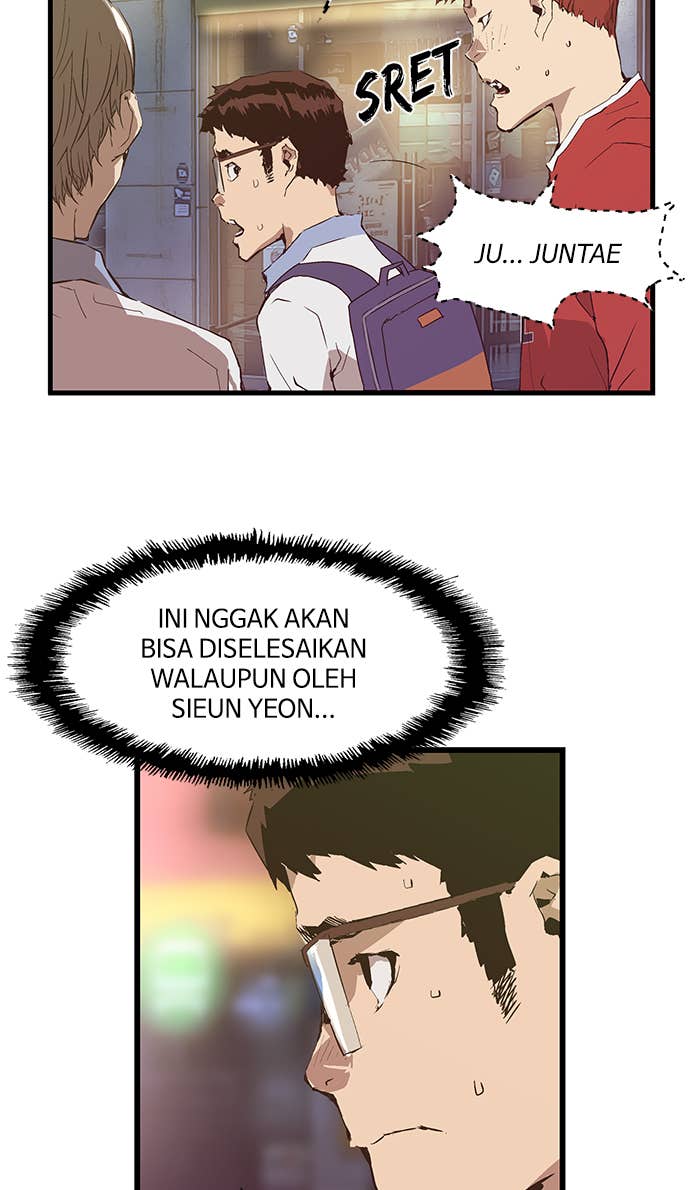 SRET
JU... JUNTAE
INI NGGAK AKAN
BISA DISELESAIKAN
WALAUPUN OLEH
SIEUN YEON...